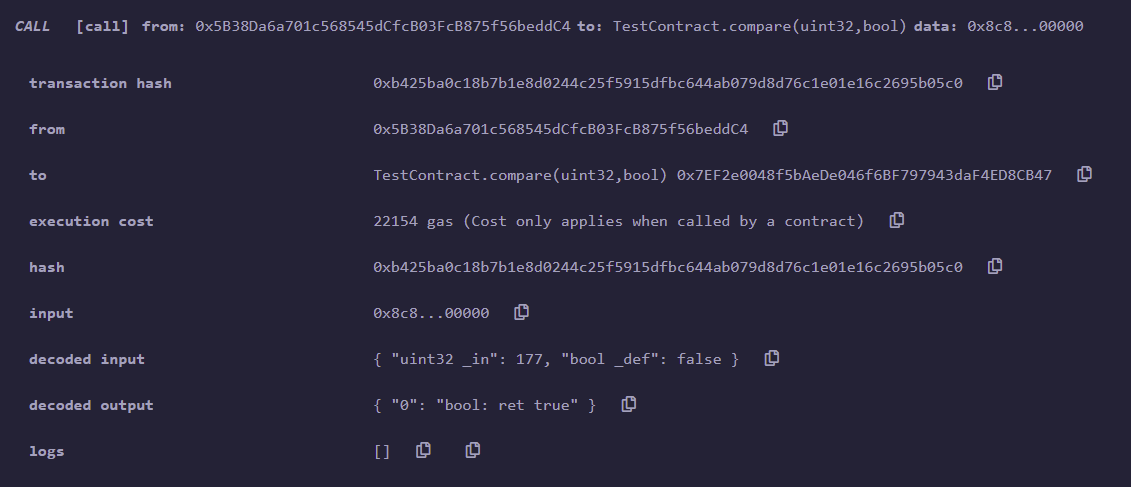 CALL [call] from: 0x5B38Da6a701c568545dCfcB03FcB875f56beddC4 to: TestContract.compare(uint32,bool) data: 0x8c8...00000
transaction hash 0xb425ba0c18b7b1e8d0244c25f5915dfbc644ab079d8d76c1e01e16c2695b05c0
from 0x5B38Da6a701c568545dCfcB03FcB875f56beddC4
to TestContract.compare(uint32,bool) 0x7EF2e0048f5bAeDe046f6BF797943daF4ED8CB47
execution cost 22154 gas (Cost only applies when called by a contract)
hash 0xb425ba0c18b7b1e8d0244c25f5915dfbc644ab079d8d76c1e01e16c2695b05c0
input 0x8c8...00000
decoded input { "uint32 _in": 177, "bool _def": false }
decoded output { "0": "bool: ret true" }
logs []